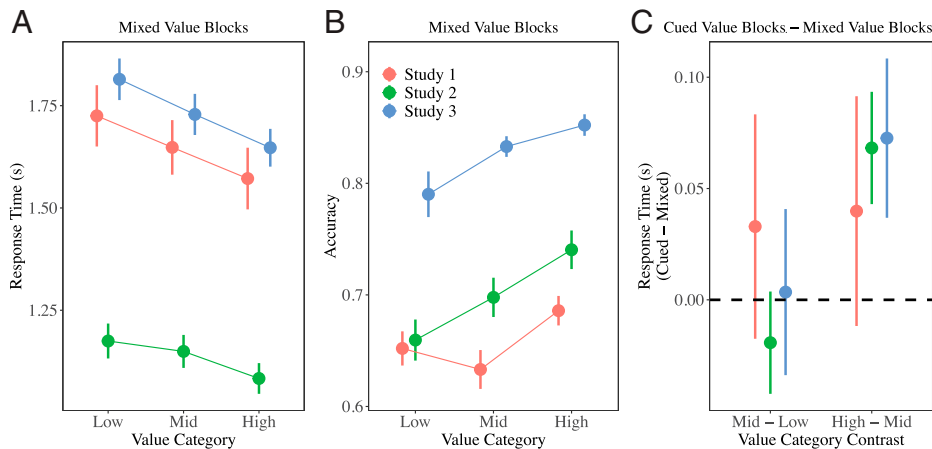 A
Mixed Value Blocks
Response Time (s)
1.75
1.50
1.25
Low
Mid
High
Value Category
B
Mixed Value Blocks
Accuracy
0.9
0.8
0.7
0.6
Study 1
Study 2
Study 3
Low
Mid
High
Value Category
C
Cued Value Blocks – Mixed Value Blocks
Response Time (s)
(Cued – Mixed)
0.10
0.05
0.00
Mid – Low
High – Mid
Value Category Contrast